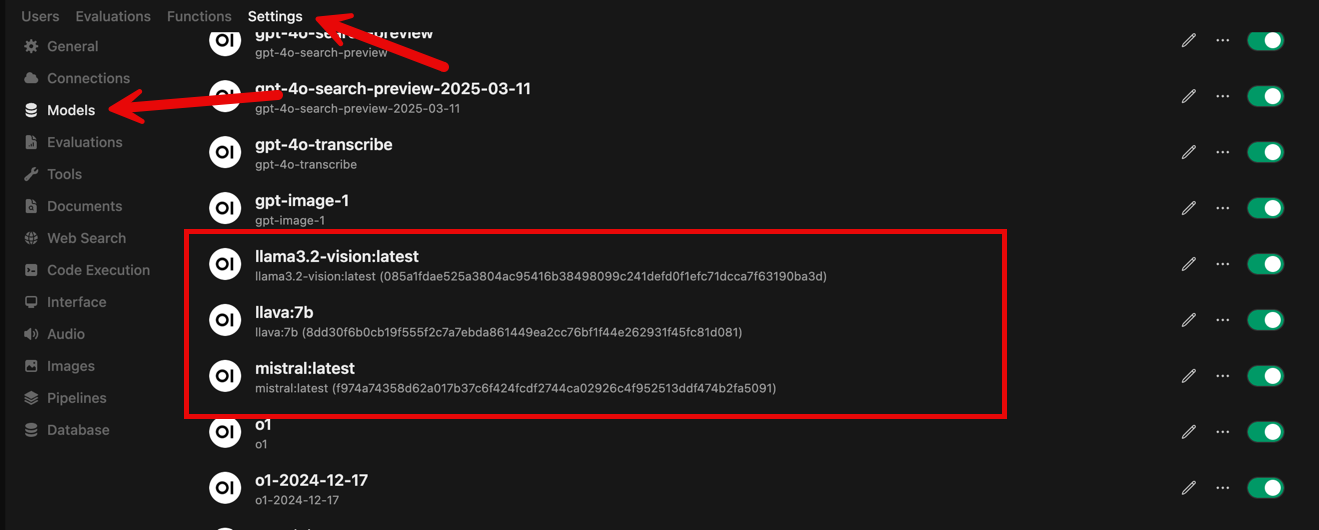 Users Evaluations Functions Settings
General
Connections
Models
Evaluations
Tools
Documents
Web Search
Code Execution
Interface
Audio
Images
Pipelines
Database
gpt-4o-search-preview
gpt-4o-search-preview
OI gpt-4o-search-preview-2025-03-11
gpt-4o-search-preview-2025-03-11
OI gpt-4o-transcribe
gpt-4o-transcribe
OI gpt-image-1
gpt-image-1
OI llama3.2-vision:latest
llama3.2-vision:latest (085a1fdae525a3804ac95416b38498099c241defd0f1efc71dcca7f63190ba3d)
OI llava:7b
llava:7b (8dd30f6b0cb19f555f2c7a7ebda861449ea2cc76bf1f44e262931f45fc81d081)
OI mistral:latest
mistral:latest (f974a74358d62a017b37c6f424fcdf2744ca02926c4f952513ddf474b2fa5091)
OI o1
o1
OI o1-2024-12-17
o1-2024-12-17